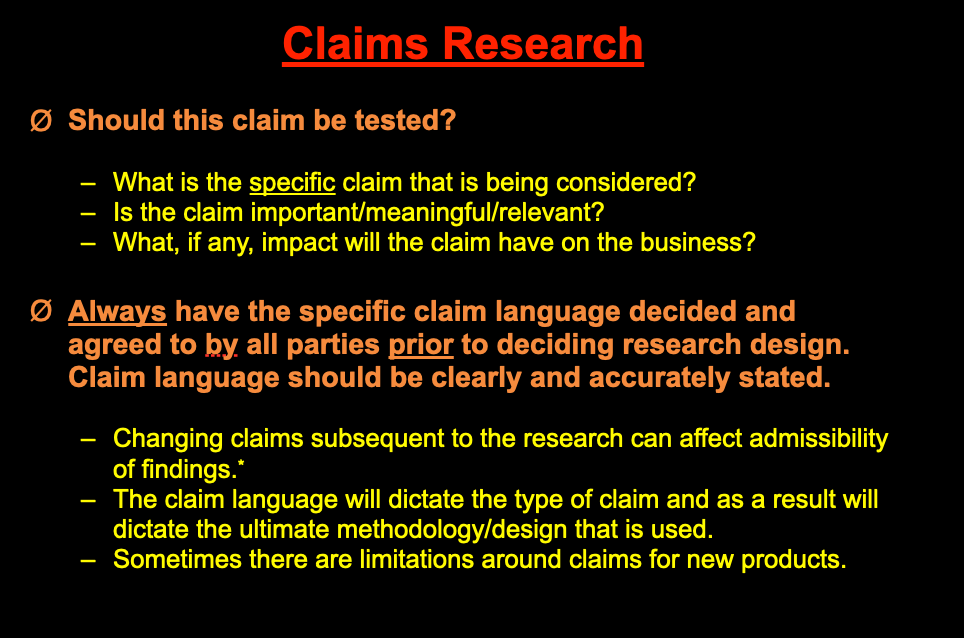 Claims Research
Ø Should this claim be tested?
– What is the specific claim that is being considered?
– Is the claim important/meaningful/relevant?
– What, if any, impact will the claim have on the business?
Ø Always have the specific claim language decided and
agreed to by all parties prior to deciding research design.
Claim language should be clearly and accurately stated.
– Changing claims subsequent to the research can affect admissibility
of findings.*
– The claim language will dictate the type of claim and as a result will
dictate the ultimate methodology/design that is used.
– Sometimes there are limitations around claims for new products.